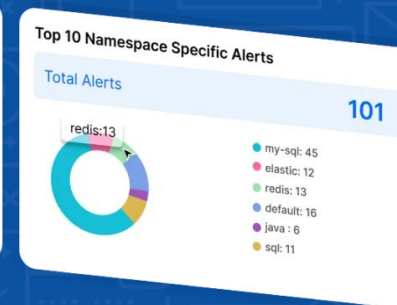 Top 10 Namespace Specific Alerts
Total Alerts
101
redis:13
my-sql: 45
elastic: 12
redis: 13
default: 16
java : 6
sql: 11